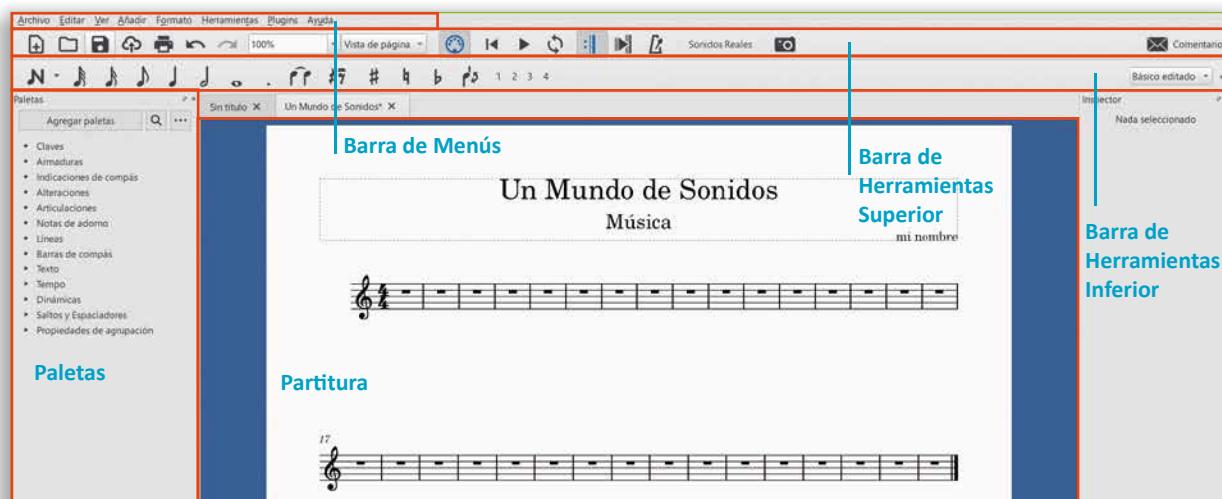 Archivo Editar Ver Añadir Formato Herramientas Plugins Ayuda
100% Vista de página Sonidos Reales Comentario
1 2 3 4 Básico editado
Paletas
Sin título X Un Mundo de Sonidos* X
Inspector
Agregar paletas ...
Nada seleccionado
Claves
Armaduras
Indicaciones de compás
Alteraciones
Articulaciones
Notas de adorno
Líneas
Barras de compás
Texto
Tempo
Dinámicas
Saltos y Espaciadores
Propiedades de agrupación
Paletas
Barra de Menús
Un Mundo de Sonidos
Música
mi nombre
Barra de
Herramientas
Superior
Barra de
Herramientas
Inferior
4
4
Partitura
17